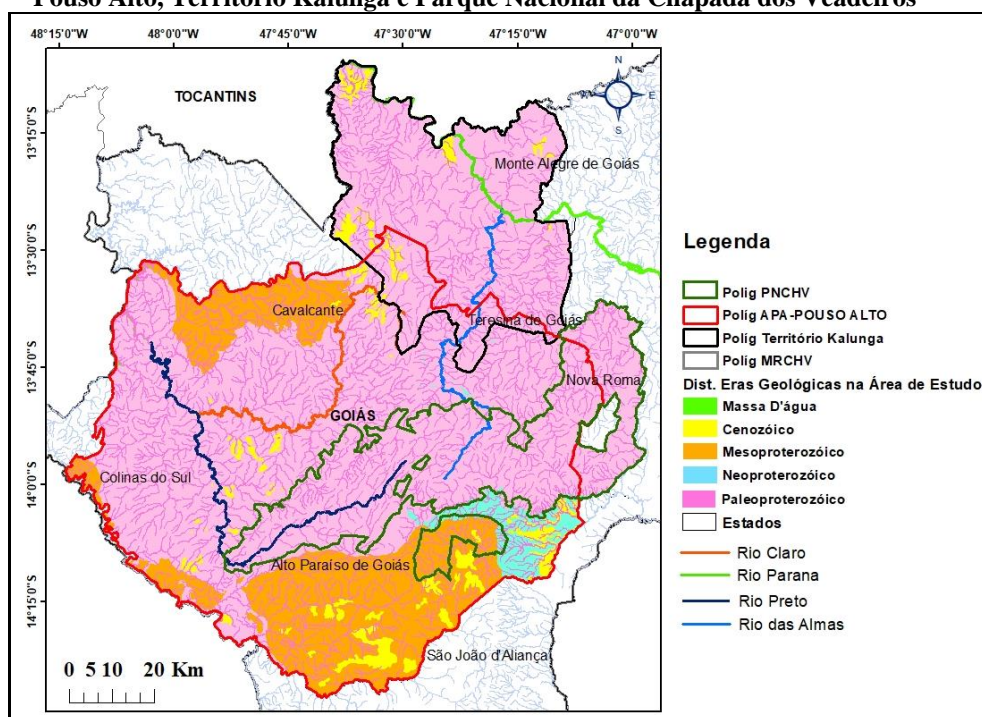 Pouso Alto, Território Kalunga e Parque Nacional da Chapada dos Veadeiros
48°15'0"W 48°0'0"W 47°45'0"W 47°30'0"W 47°15'0"W 47°0'0"W
N
E
S
TOCANTINS
13°15'0"S
Monte Alegre de Goiás
13°30'0"S
Cavalcante
Teresina de Goiás
13°45'0"S
Nova Roma
GOIÁS
Colinas do Sul
14°0'0"S
Alto Paraíso de Goiás
14°15'0"S
São João d'Aliança
0 5 10 20 Km
Legenda
Polig PNCHV
Polig APA-POUSO ALTO
Polig Território Kalunga
Polig MRCHV
Dist. Eras Geológicas na Área de Estudo
Massa D'água
Cenozóico
Mesoproterozóico
Neoproterozóico
Paleoproterozóico
Estados
Rio Claro
Rio Parana
Rio Preto
Rio das Almas